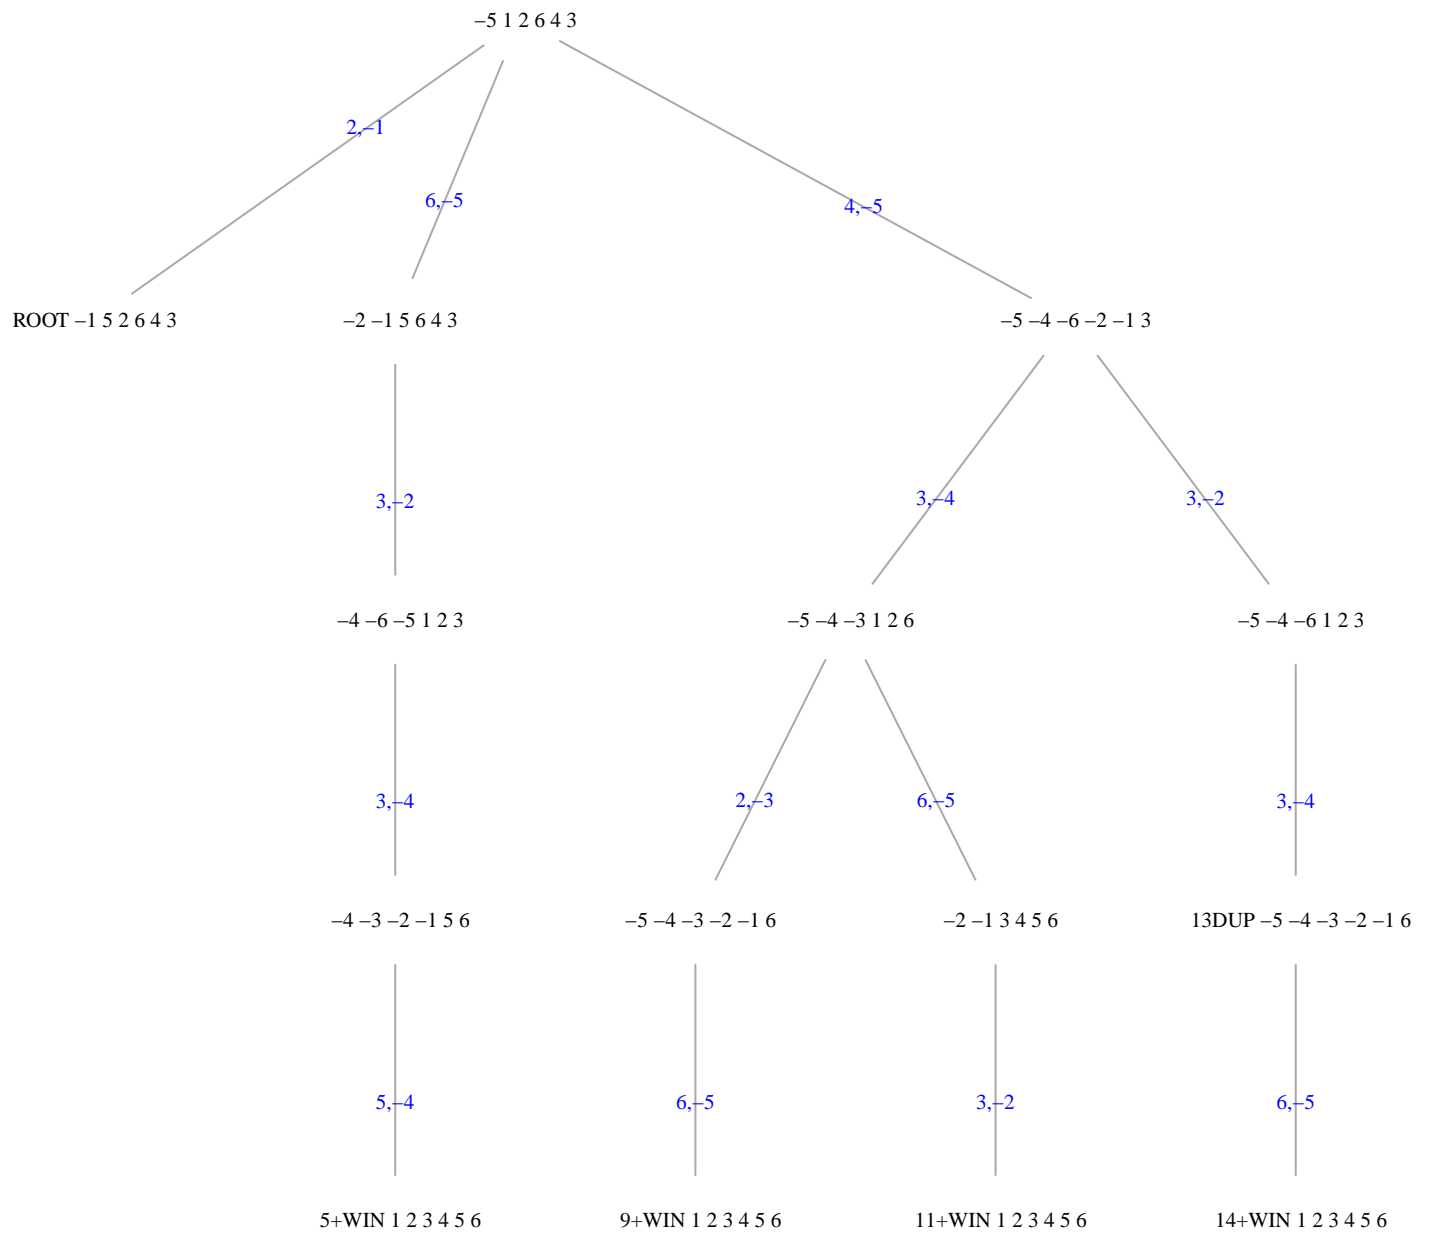 −5 1 2 6 4 3
2,−1
6,−5
4,−5
ROOT −1 5 2 6 4 3
−2 −1 5 6 4 3
−5 −4 −6 −2 −1 3
3,−2
3,−4
3,−2
−4 −6 −5 1 2 3
−5 −4 −3 1 2 6
−5 −4 −6 1 2 3
3,−4
2,−3
6,−5
3,−4
−4 −3 −2 −1 5 6
−5 −4 −3 −2 −1 6
−2 −1 3 4 5 6
13DUP −5 −4 −3 −2 −1 6
5,−4
6,−5
3,−2
6,−5
5+WIN 1 2 3 4 5 6
9+WIN 1 2 3 4 5 6
11+WIN 1 2 3 4 5 6
14+WIN 1 2 3 4 5 6